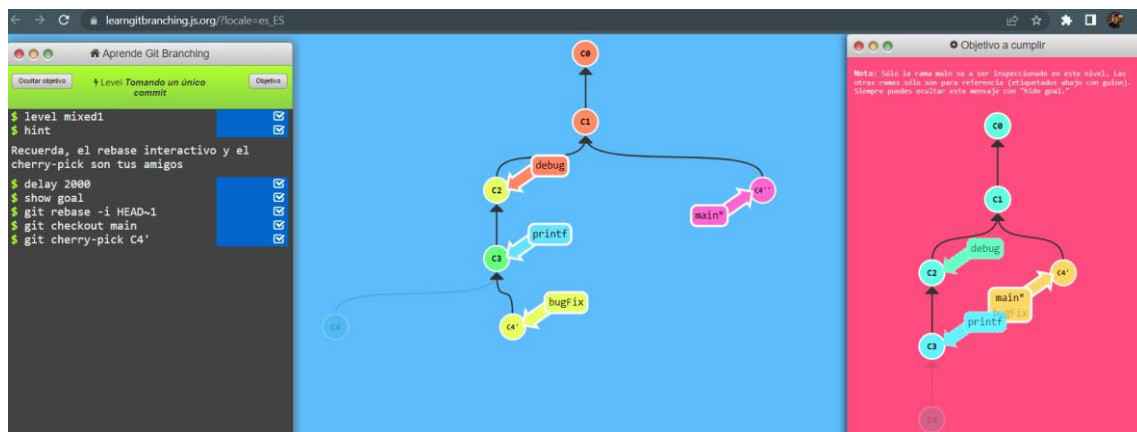 learngitbranching.js.org/?locale=es_ES
Aprende Git Branching
Ocultar objetivo
Level Tomando un único
commit
Objetivo
$ level mixed1
$ hint
Recuerda, el rebase interactivo y el
cherry-pick son tus amigos
$ delay 2000
$ show goal
$ git rebase -i HEAD~1
$ git checkout main
$ git cherry-pick C4'
C0
C1
debug
C2
C4''
main*
printf
C3
bugFix
C4
C4'
Objetivo a cumplir
Nota: Sólo la rama main va a ser inspeccionado en este nivel. Las
otras ramas sólo son para referencia (etiquetados abajo con guion).
Siempre puedes ocultar este mensaje con "hide goal."
C0
C1
debug
C2
C4'
main*
bugFix
printf
C3
C4